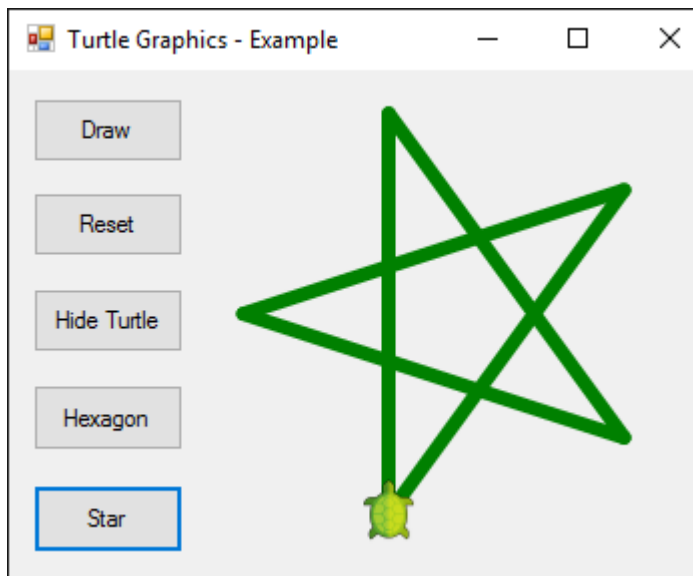 Turtle Graphics - Example
Draw
Reset
Hide Turtle
Hexagon
Star